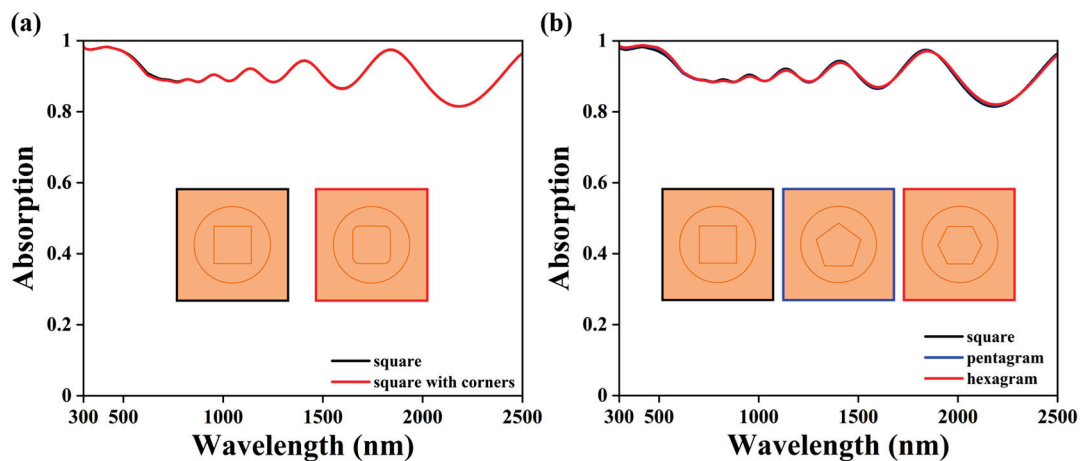 (a)
1
0.8
0.6
0.4
0.2
0
Absorption
square
square with corners
300 500 1000 1500 2000 2500
Wavelength (nm)
(b)
1
0.8
0.6
0.4
0.2
0
Absorption
square
pentagram
hexagram
300 500 1000 1500 2000 2500
Wavelength (nm)